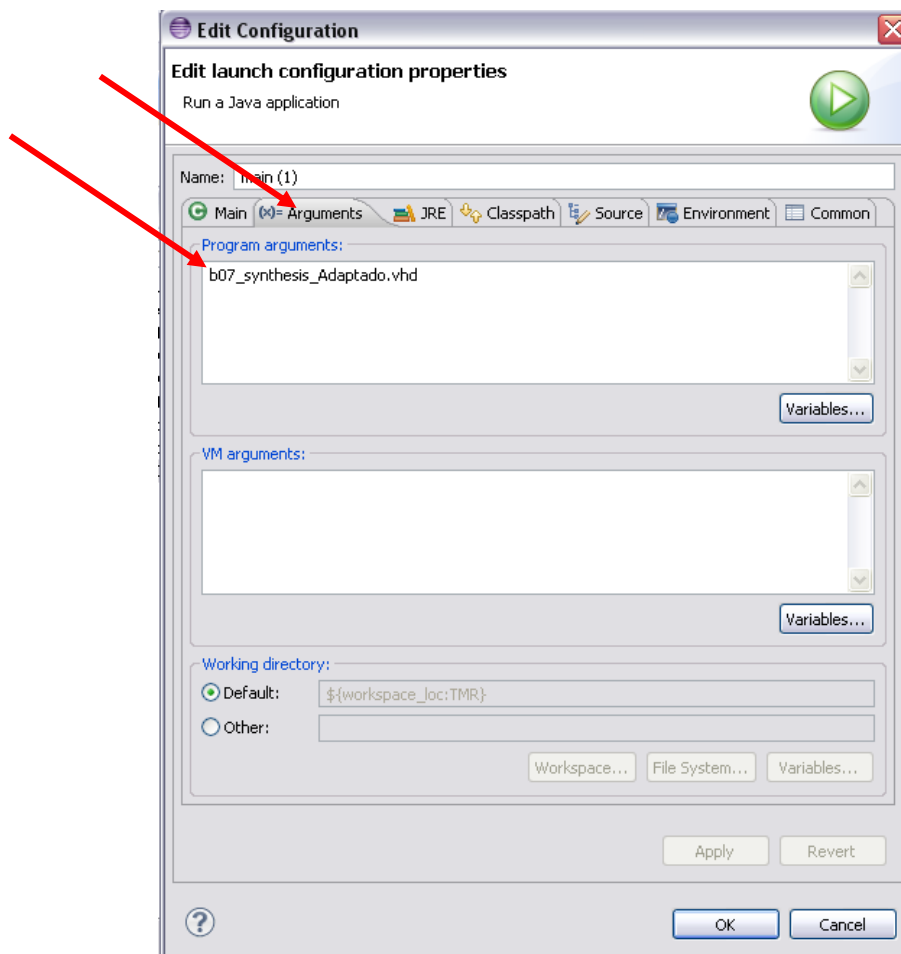 Edit Configuration
Edit launch configuration properties
Run a Java application
Name: main (1)
Main (x)= Arguments JRE Classpath Source Environment Common
Program arguments:
b07_synthesis_Adaptado.vhd
Variables...
VM arguments:
Variables...
Working directory:
Default: ${workspace_loc:TMR}
Other:
Workspace... File System... Variables...
Apply Revert
? OK Cancel